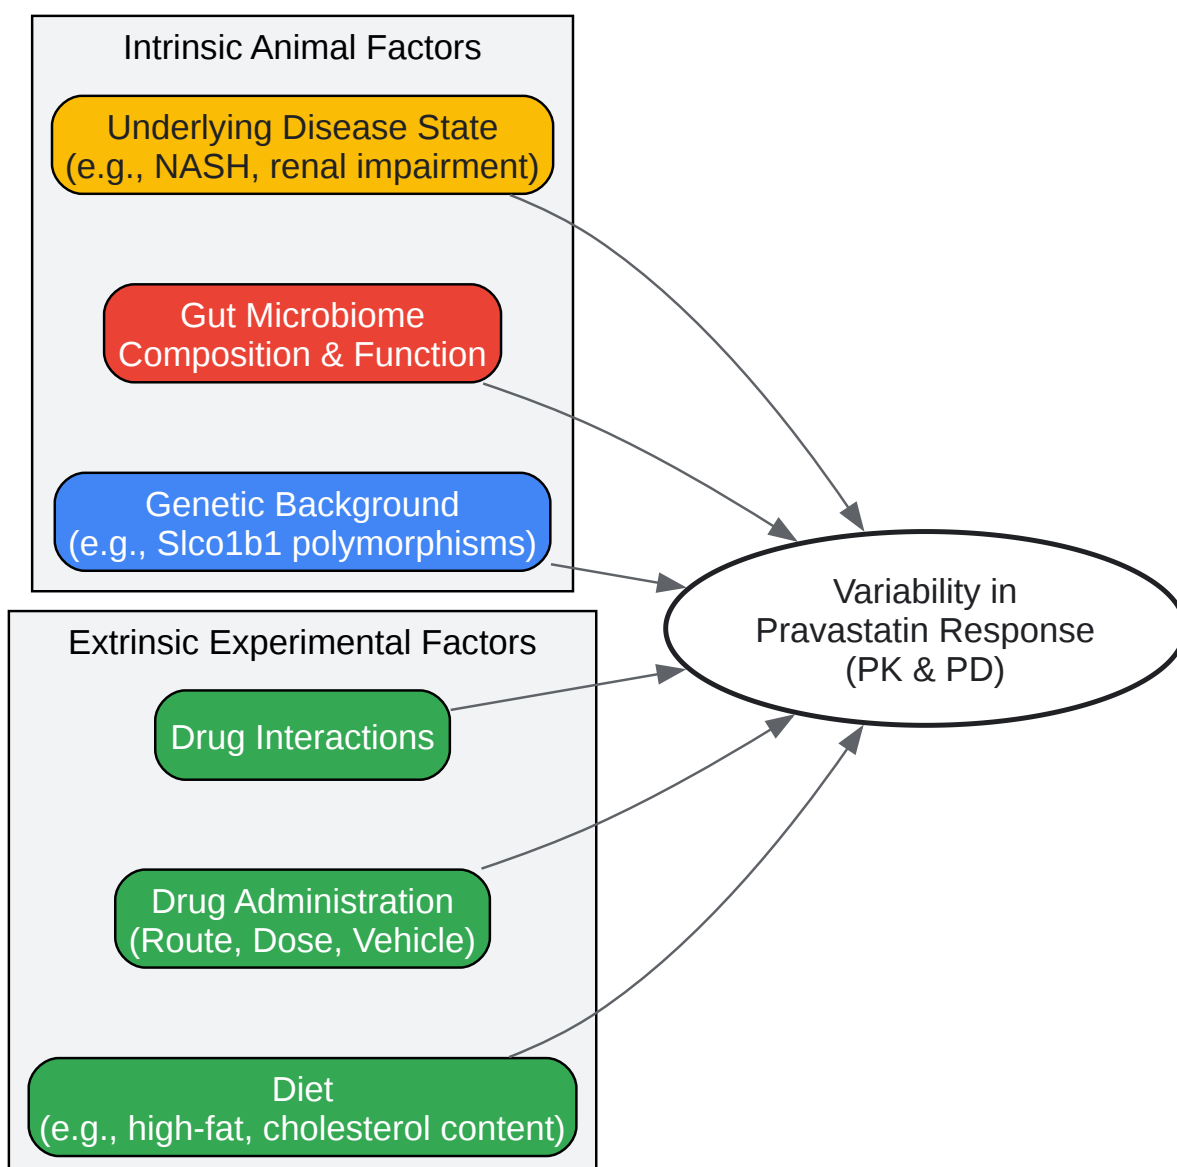 Intrinsic Animal Factors
Underlying Disease State
(e.g., NASH, renal impairment)
Gut Microbiome
Composition & Function
Genetic Background
(e.g., Slco1b1 polymorphisms)
Extrinsic Experimental Factors
Drug Interactions
Drug Administration
(Route, Dose, Vehicle)
Diet
(e.g., high-fat, cholesterol content)
Variability in
Pravastatin Response
(PK & PD)